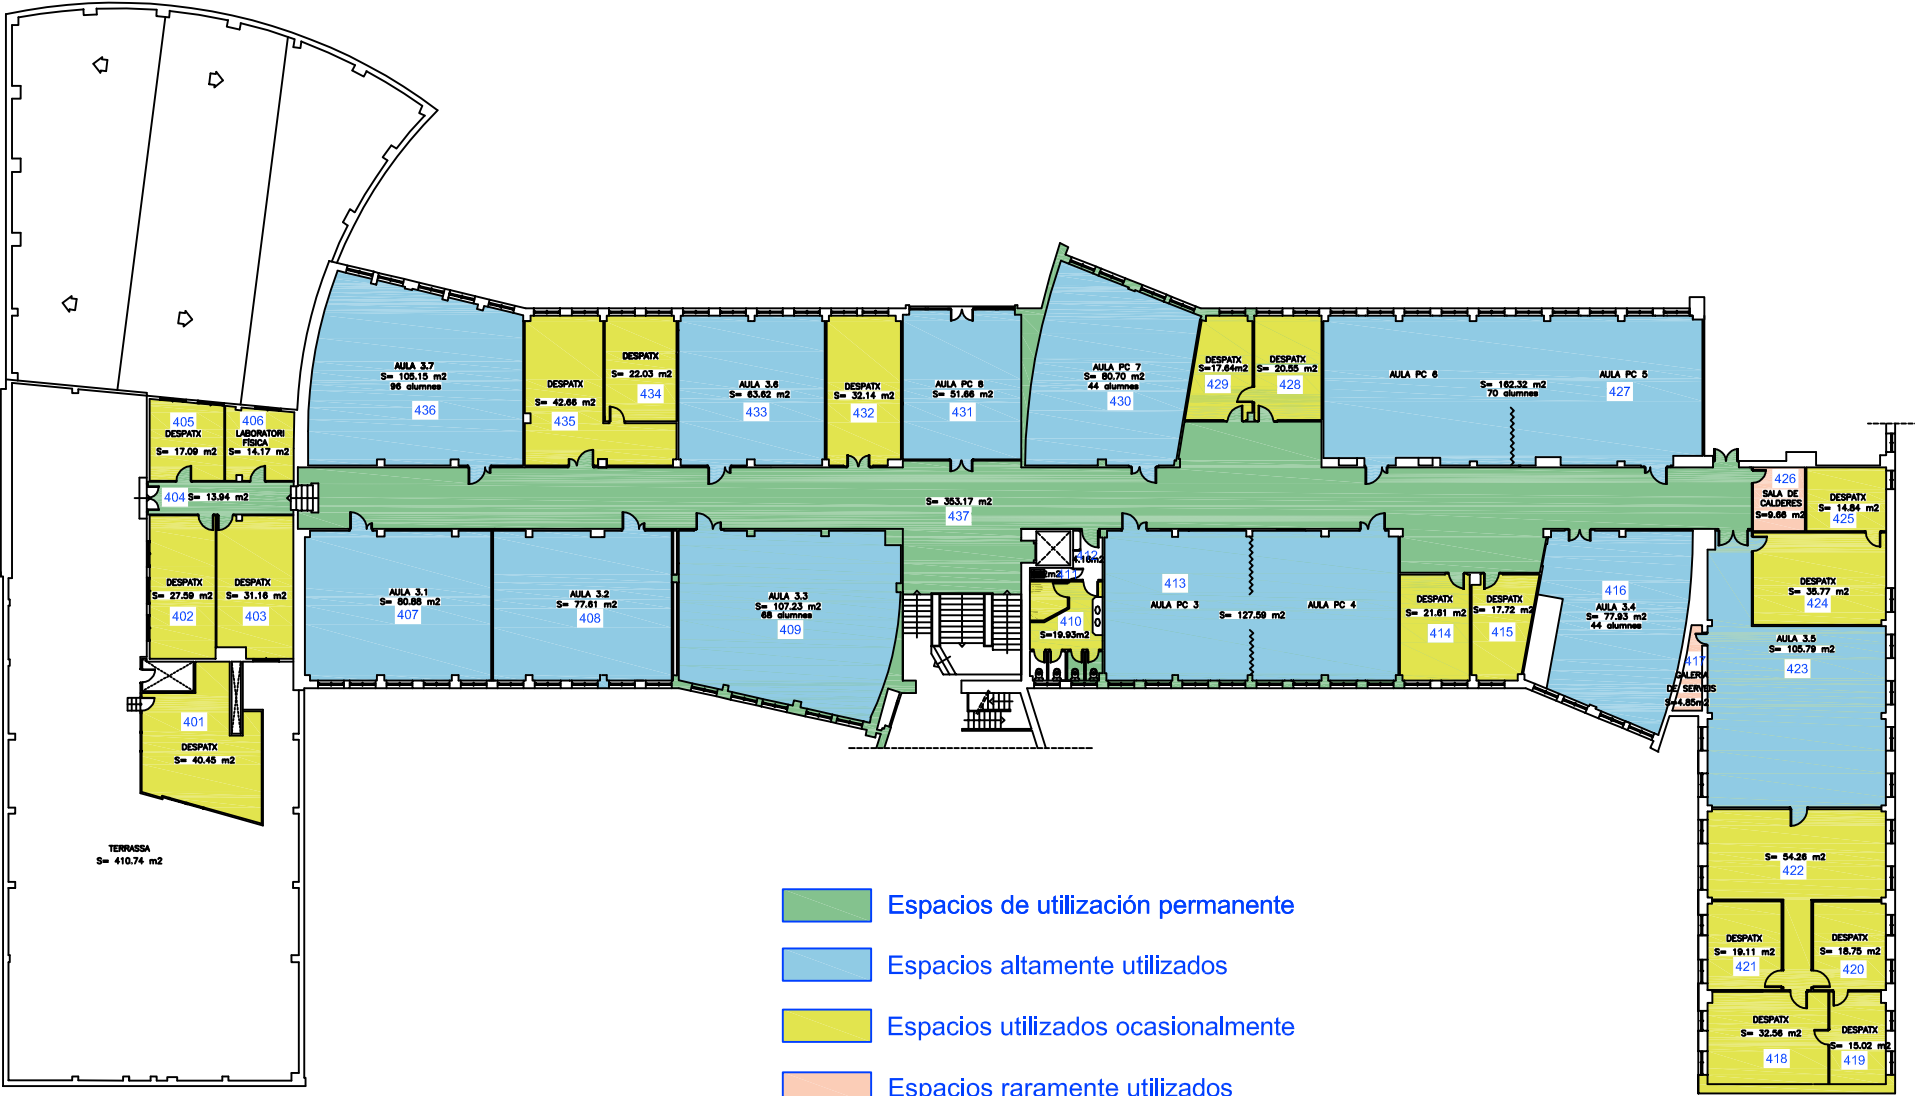 AULA 3.7
S= 105.15 m2
96 alumnes
436
DESPATX
S= 42.66 m2
435
DESPATX
S= 22.03 m2
434
AULA 3.6
S= 63.62 m2
433
DESPATX
S= 32.14 m2
432
AULA PC 8
S= 51.66 m2
431
AULA PC 7
S= 80.70 m2
44 alumnes
430
DESPATX
S=17.64m2
429
DESPATX
S= 20.55 m2
428
AULA PC 6
S= 162.32 m2
70 alumnes
AULA PC 5
427
405
DESPATX
S= 17.09 m2
406
LABORATORI
FÍSICA
S= 14.17 m2
404
S= 13.94 m2
S= 353.17 m2
437
426
SALA DE
CALDERES
S=9.66 m2
DESPATX
S= 14.84 m2
425
DESPATX
S= 27.59 m2
402
DESPATX
S= 31.16 m2
403
AULA 3.1
S= 80.88 m2
407
AULA 3.2
S= 77.61 m2
408
AULA 3.3
S= 107.23 m2
68 alumnes
409
412
4.16m2
411
410
S=19.93m2
413
AULA PC 3
S= 127.59 m2
AULA PC 4
DESPATX
S= 21.61 m2
414
DESPATX
S= 17.72 m2
415
416
AULA 3.4
S= 77.93 m2
44 alumnes
DESPATX
S= 35.77 m2
424
417
GALERIA
DE SERVEIS
S=4.85m2
AULA 3.5
S= 105.79 m2
423
401
DESPATX
S= 40.45 m2
TERRASSA
S= 410.74 m2
S= 54.26 m2
422
DESPATX
S= 19.11 m2
421
DESPATX
S= 18.75 m2
420
DESPATX
S= 32.56 m2
418
DESPATX
S= 15.02 m2
419
Espacios de utilización permanente
Espacios altamente utilizados
Espacios utilizados ocasionalmente
Espacios raramente utilizados